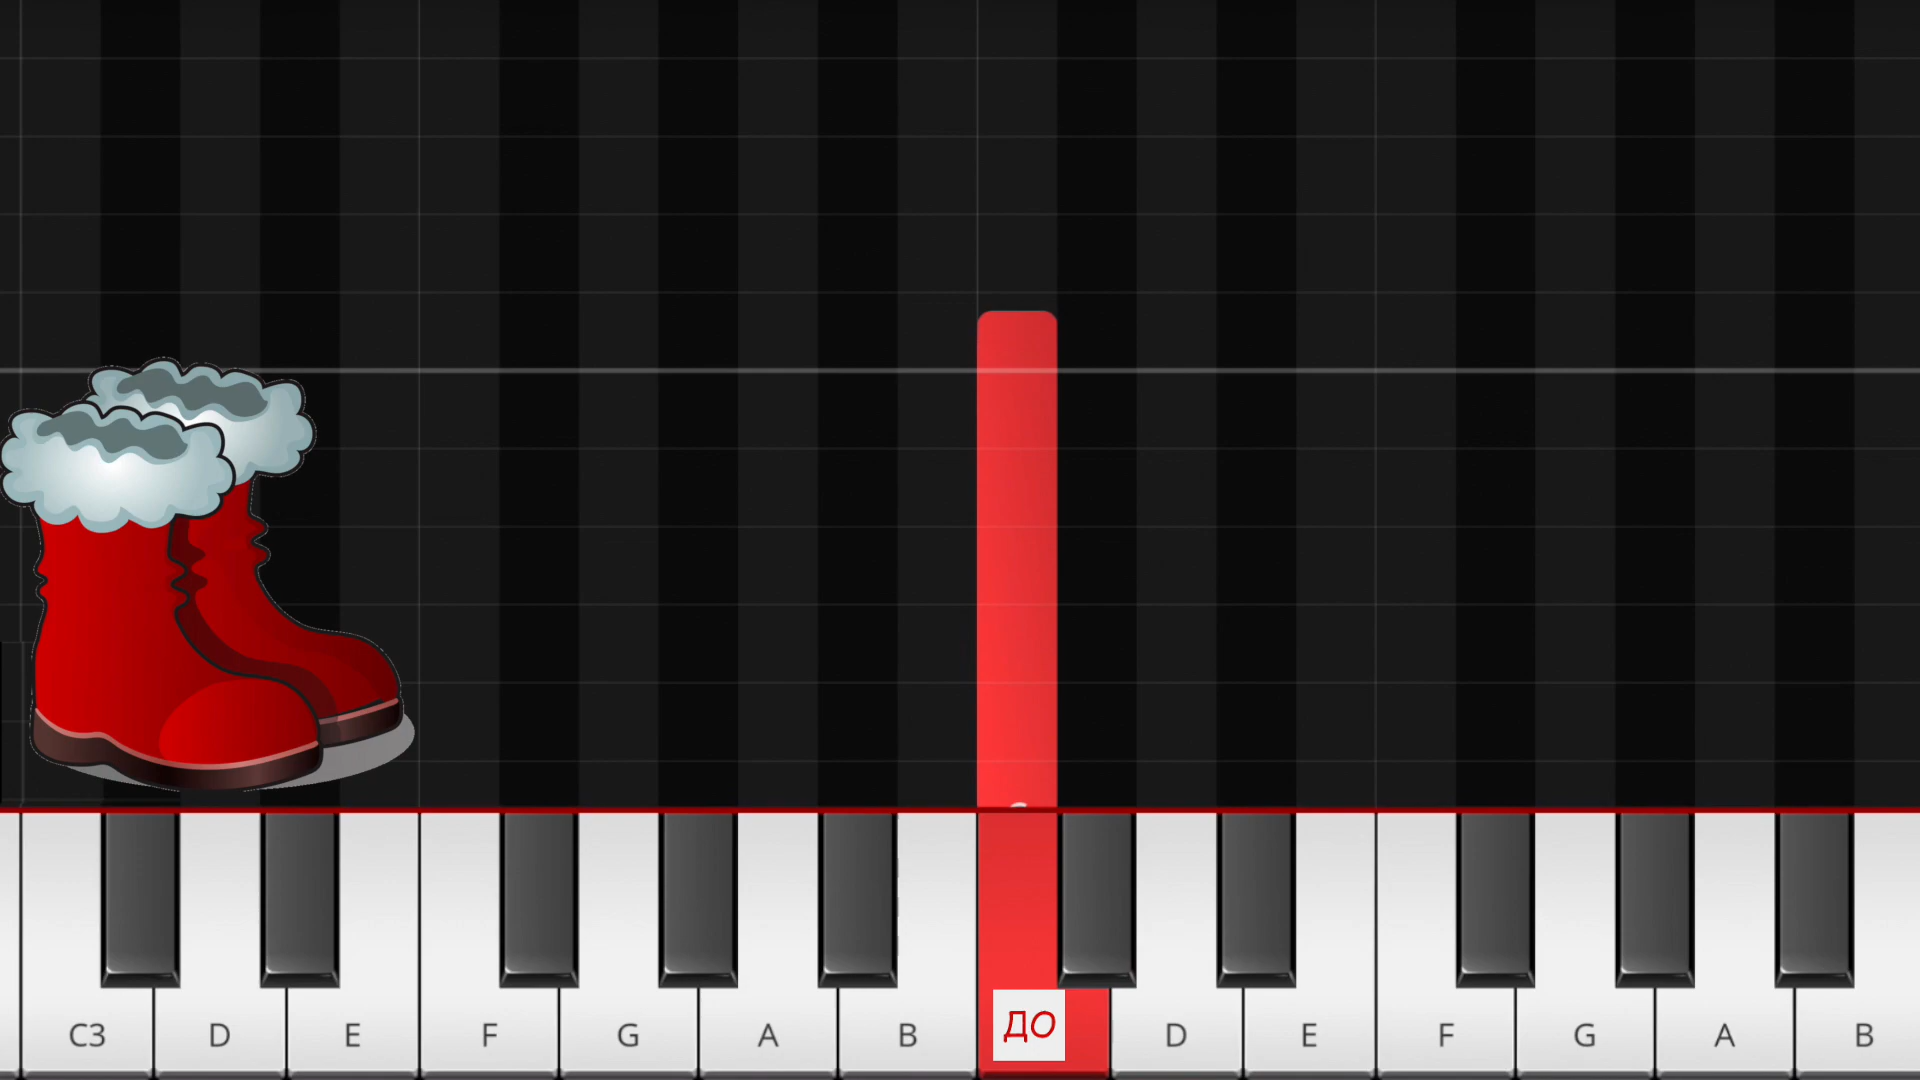 C3 D E F G A B ДО D E F G A B